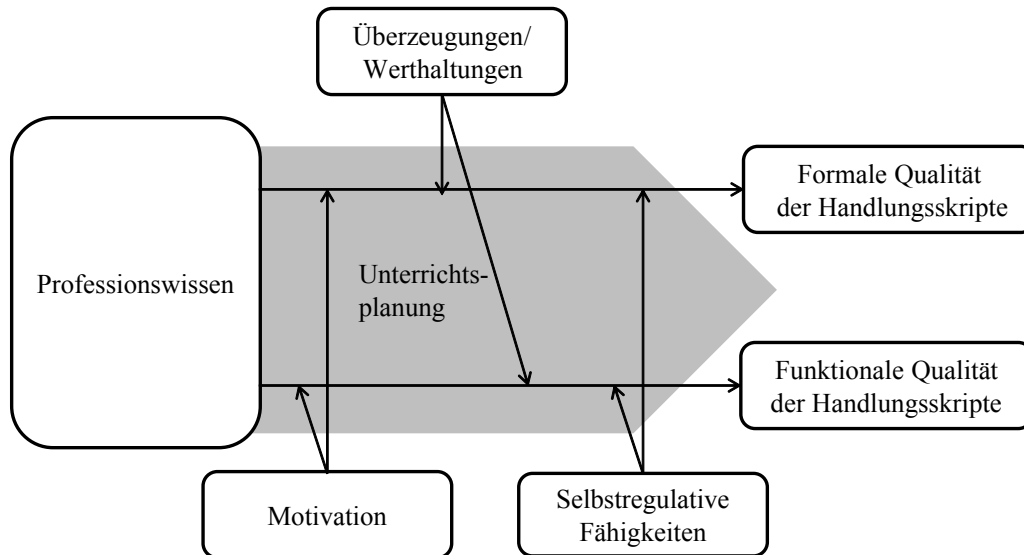 Überzeugungen/
Werthaltungen
Formale Qualität
der Handlungsskripte
Professionswissen
Unterrichts-
planung
Funktionale Qualität
der Handlungsskripte
Motivation
Selbstregulative
Fähigkeiten